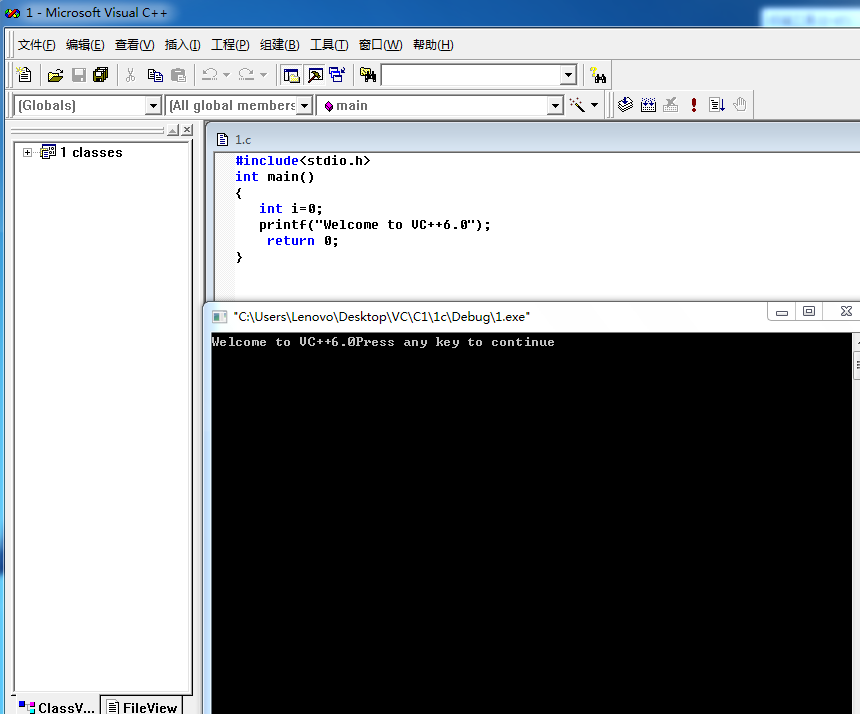 1 - Microsoft Visual C++
文件(F) 编辑(E) 查看(V) 插入(I) 工程(P) 组建(B) 工具(T) 窗口(W) 帮助(H)
(Globals) (All global members main
1 classes
1.c
#include<stdio.h>
int main()
{
int i=0;
printf("Welcome to VC++6.0");
return 0;
}
"C:\Users\Lenovo\Desktop\VC\C1\1c\Debug\1.exe"
Welcome to VC++6.0Press any key to continue
ClassV... FileView